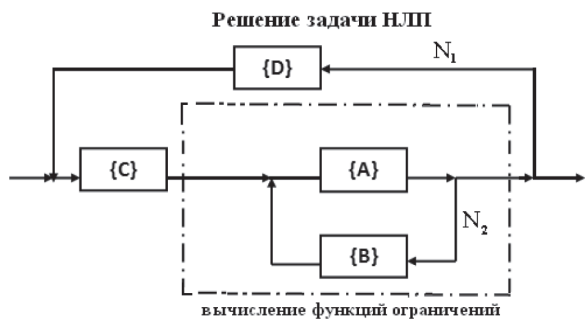 Решение задачи НЛП
N₁
{D}
{C}
{A}
N₂
{B}
вычисление функций ограничений